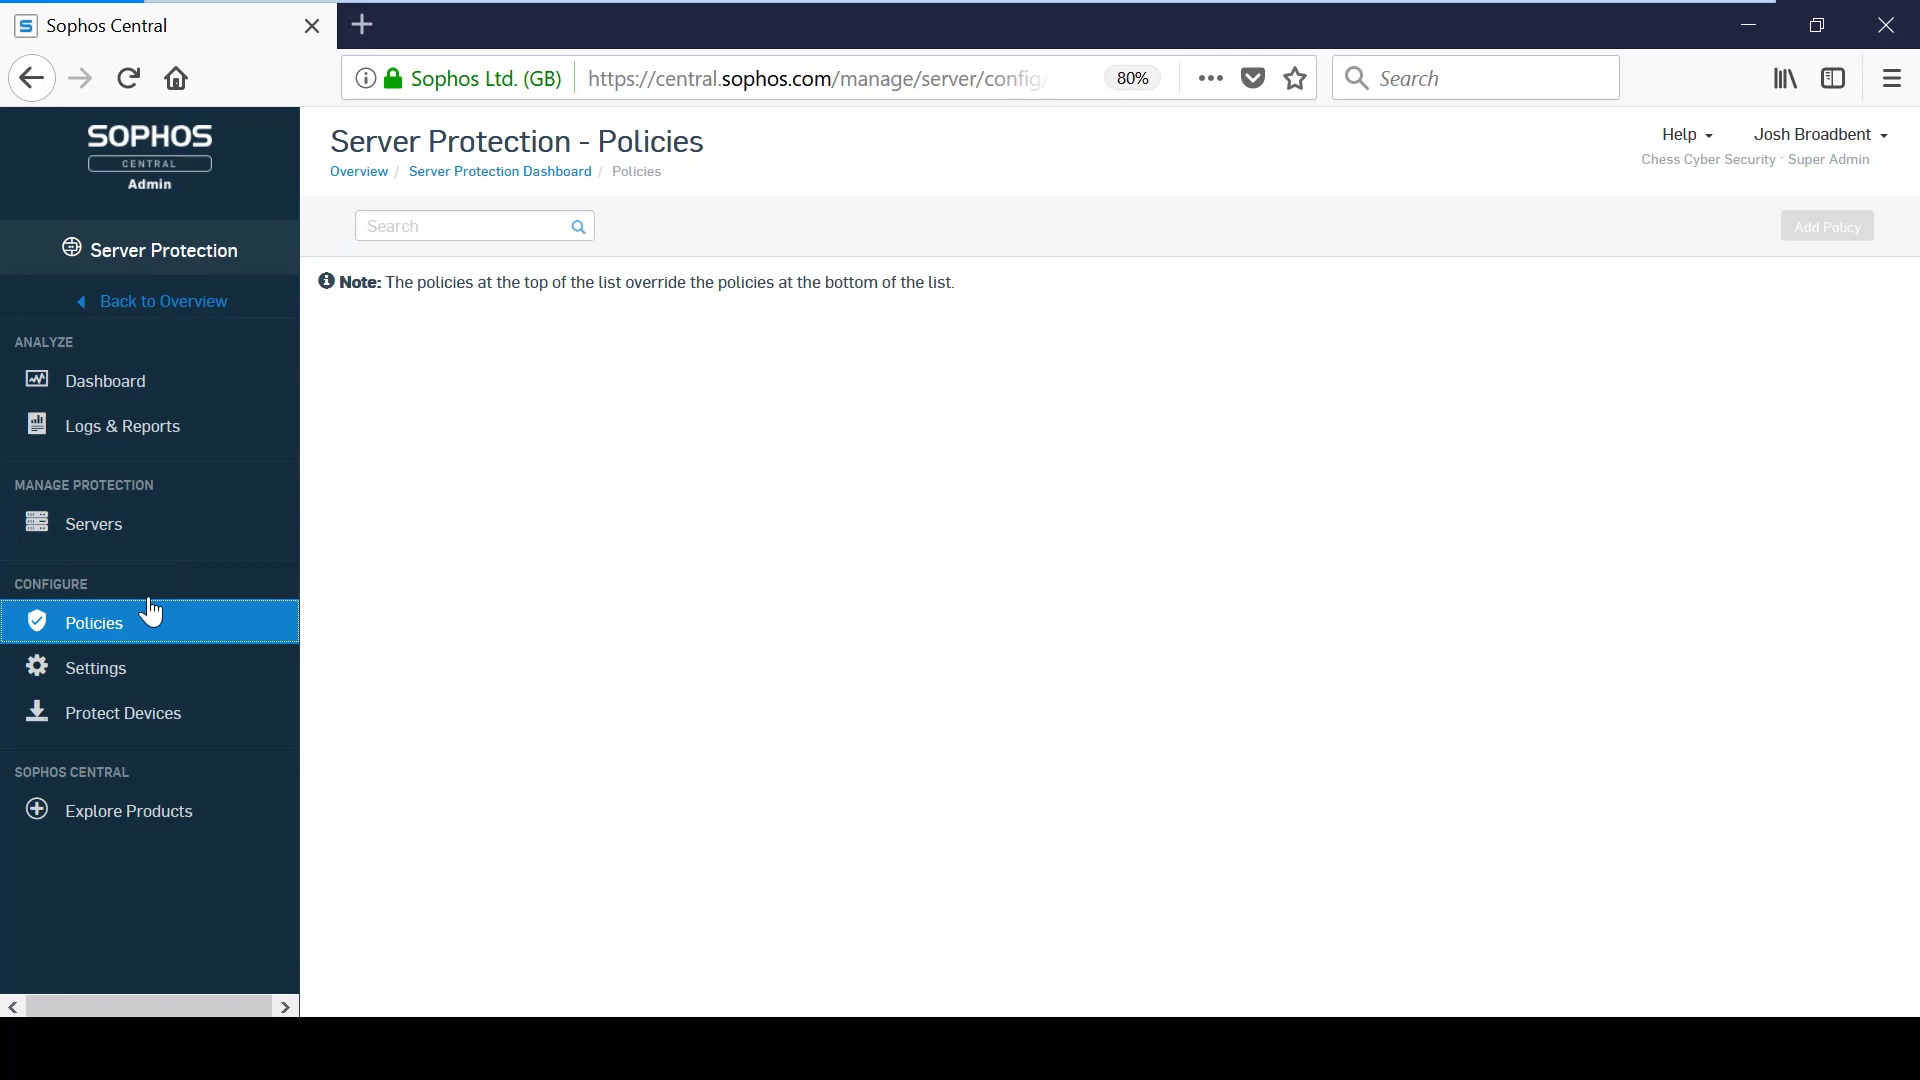 Sophos Central
Sophos Ltd. (GB)
https://central.sophos.com/manage/server/config/
80%
Search
SOPHOS
CENTRAL
Admin
Server Protection
Back to Overview
ANALYZE
Dashboard
Logs & Reports
MANAGE PROTECTION
Servers
CONFIGURE
Policies
Settings
Protect Devices
SOPHOS CENTRAL
Explore Products
Server Protection - Policies
Overview / Server Protection Dashboard / Policies
Help
Josh Broadbent
Chess Cyber Security · Super Admin
Search
Add Policy
Note: The policies at the top of the list override the policies at the bottom of the list.